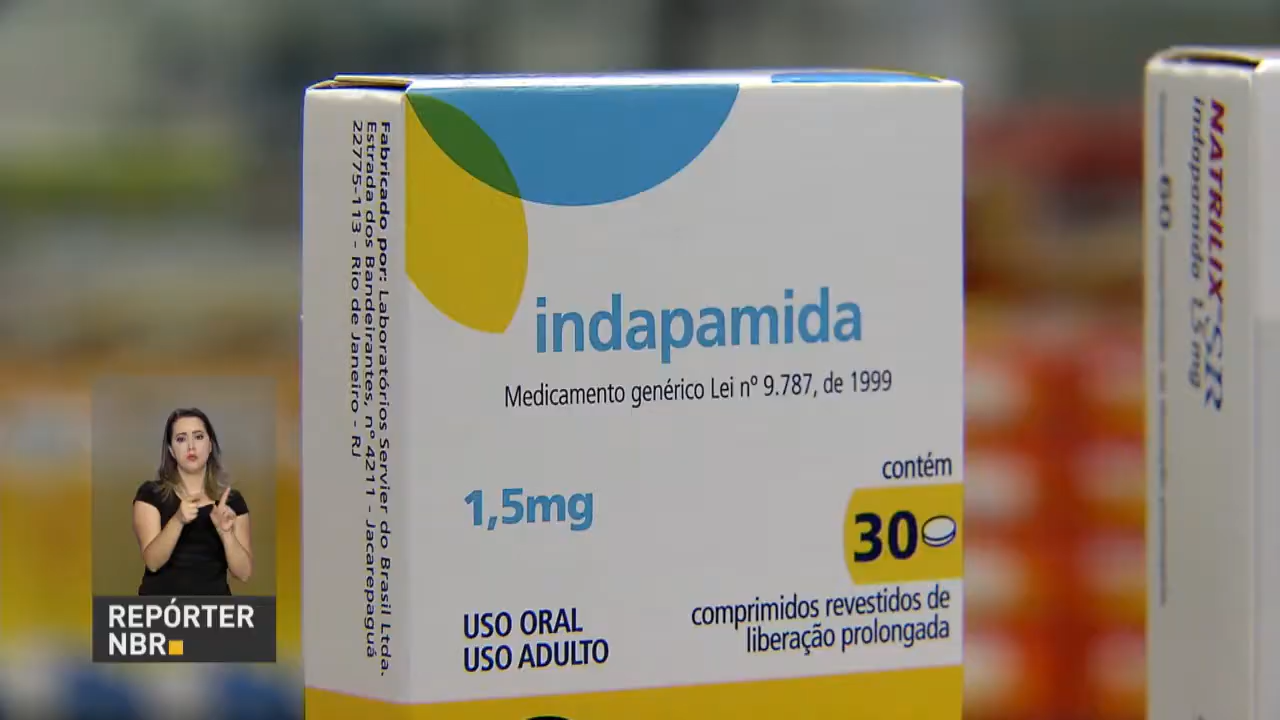 Fabricado por: Laboratórios Servier do Brasil Ltda.
Estrada dos Bandeirantes, nº 4211 - Jacarepaguá
22775-113 - Rio de Janeiro - RJ
indapamida
Medicamento genérico Lei nº 9.787, de 1999
1,5mg
contém
30
USO ORAL
USO ADULTO
comprimidos revestidos de
liberação prolongada
NATRILIX® SR
indapamida 1,5 mg
60
REPÓRTER
NBR